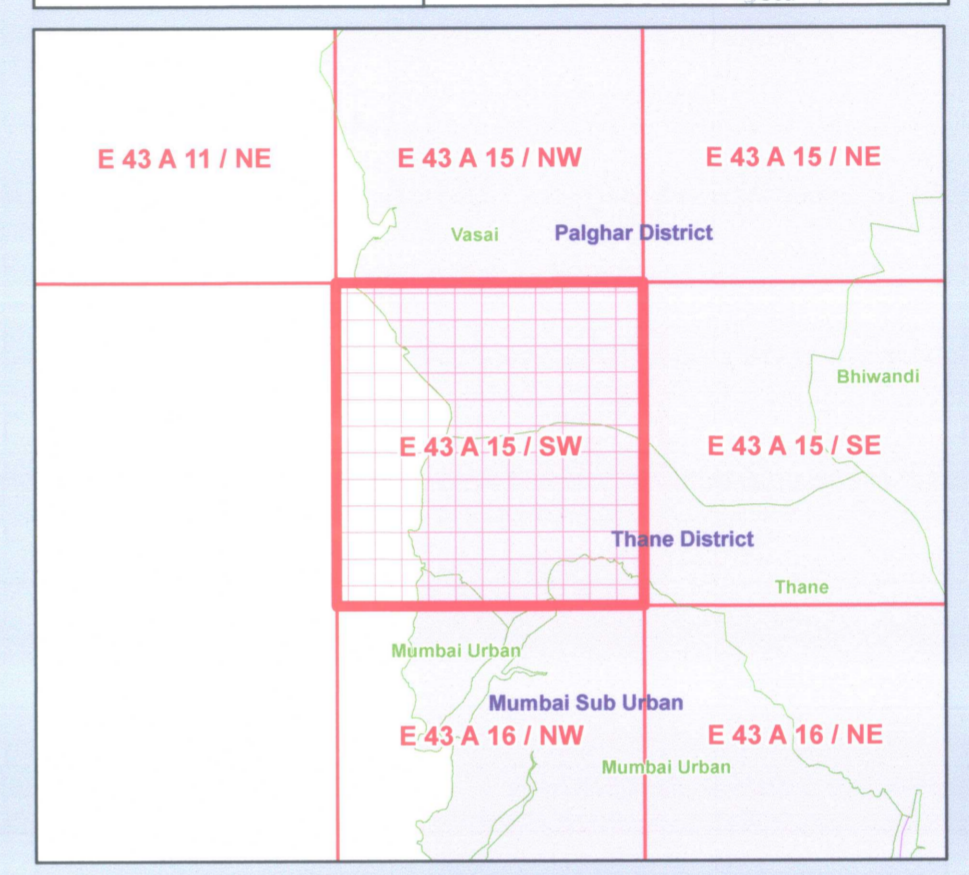 E 43 A 11 / NE
E 43 A 15 / NW
E 43 A 15 / NE
Vasai
Palghar District
Bhiwandi
E 43 A 15 / SW
E 43 A 15 / SE
Thane District
Thane
Mumbai Urban
Mumbai Sub Urban
E 43 A 16 / NW
E 43 A 16 / NE
Mumbai Urban